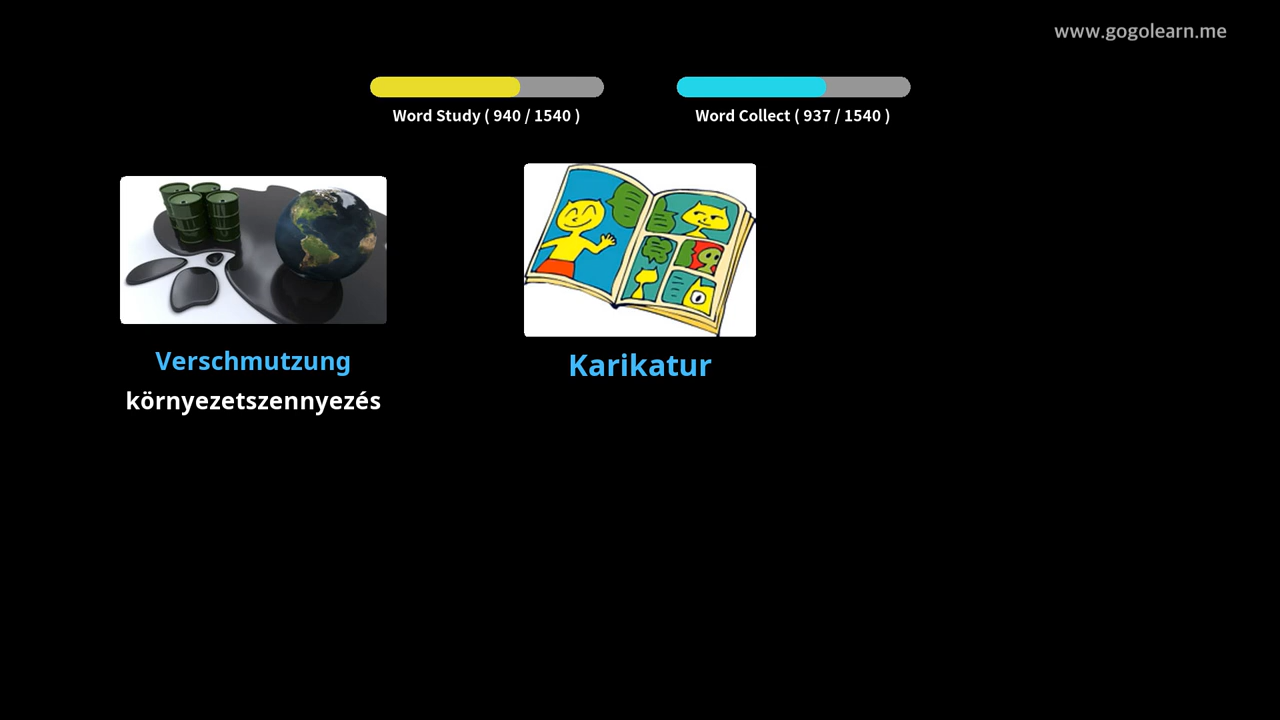 www.gogolearn.me
Word Study ( 940 / 1540 )
Word Collect ( 937 / 1540 )
Verschmutzung
környezetszennyezés
Karikatur